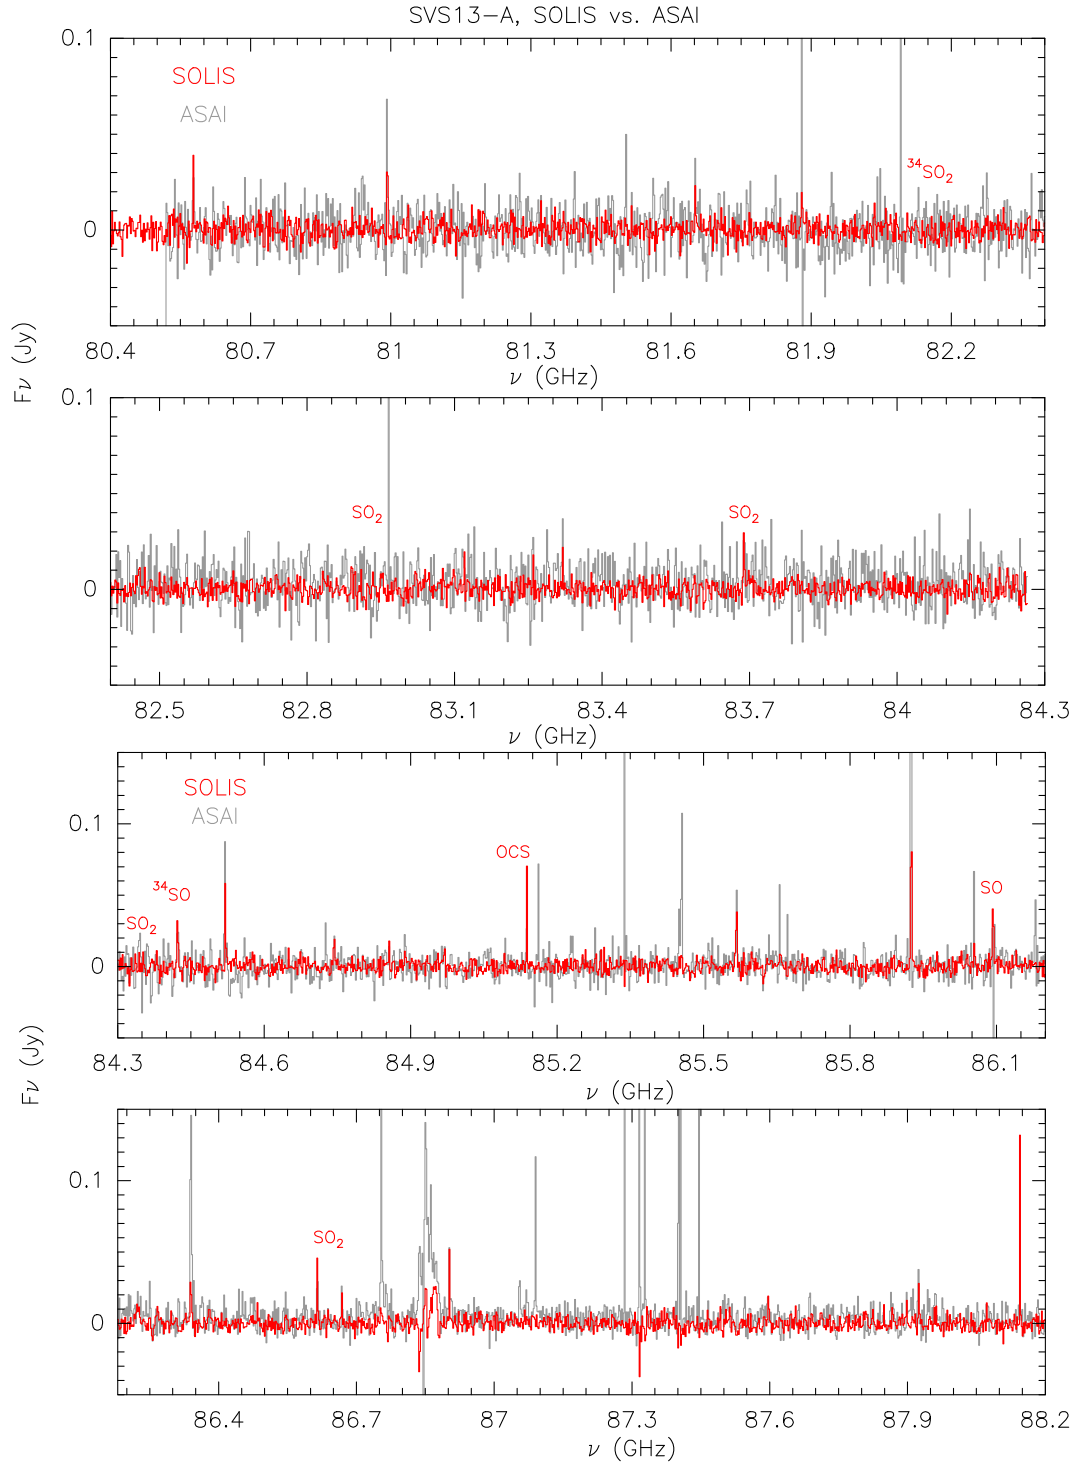 SVS13-A, SOLIS vs. ASAI
0.1
SOLIS
ASAI
³⁴SO₂
0
80.4 80.7 81 81.3 81.6 81.9 82.2
ν (GHz)
Fν (Jy)
0.1
SO₂ SO₂
0
82.5 82.8 83.1 83.4 83.7 84 84.3
ν (GHz)
SOLIS
ASAI
0.1
OCS
³⁴SO SO
SO₂
0
84.3 84.6 84.9 85.2 85.5 85.8 86.1
ν (GHz)
Fν (Jy)
0.1
SO₂
0
86.4 86.7 87 87.3 87.6 87.9 88.2
ν (GHz)